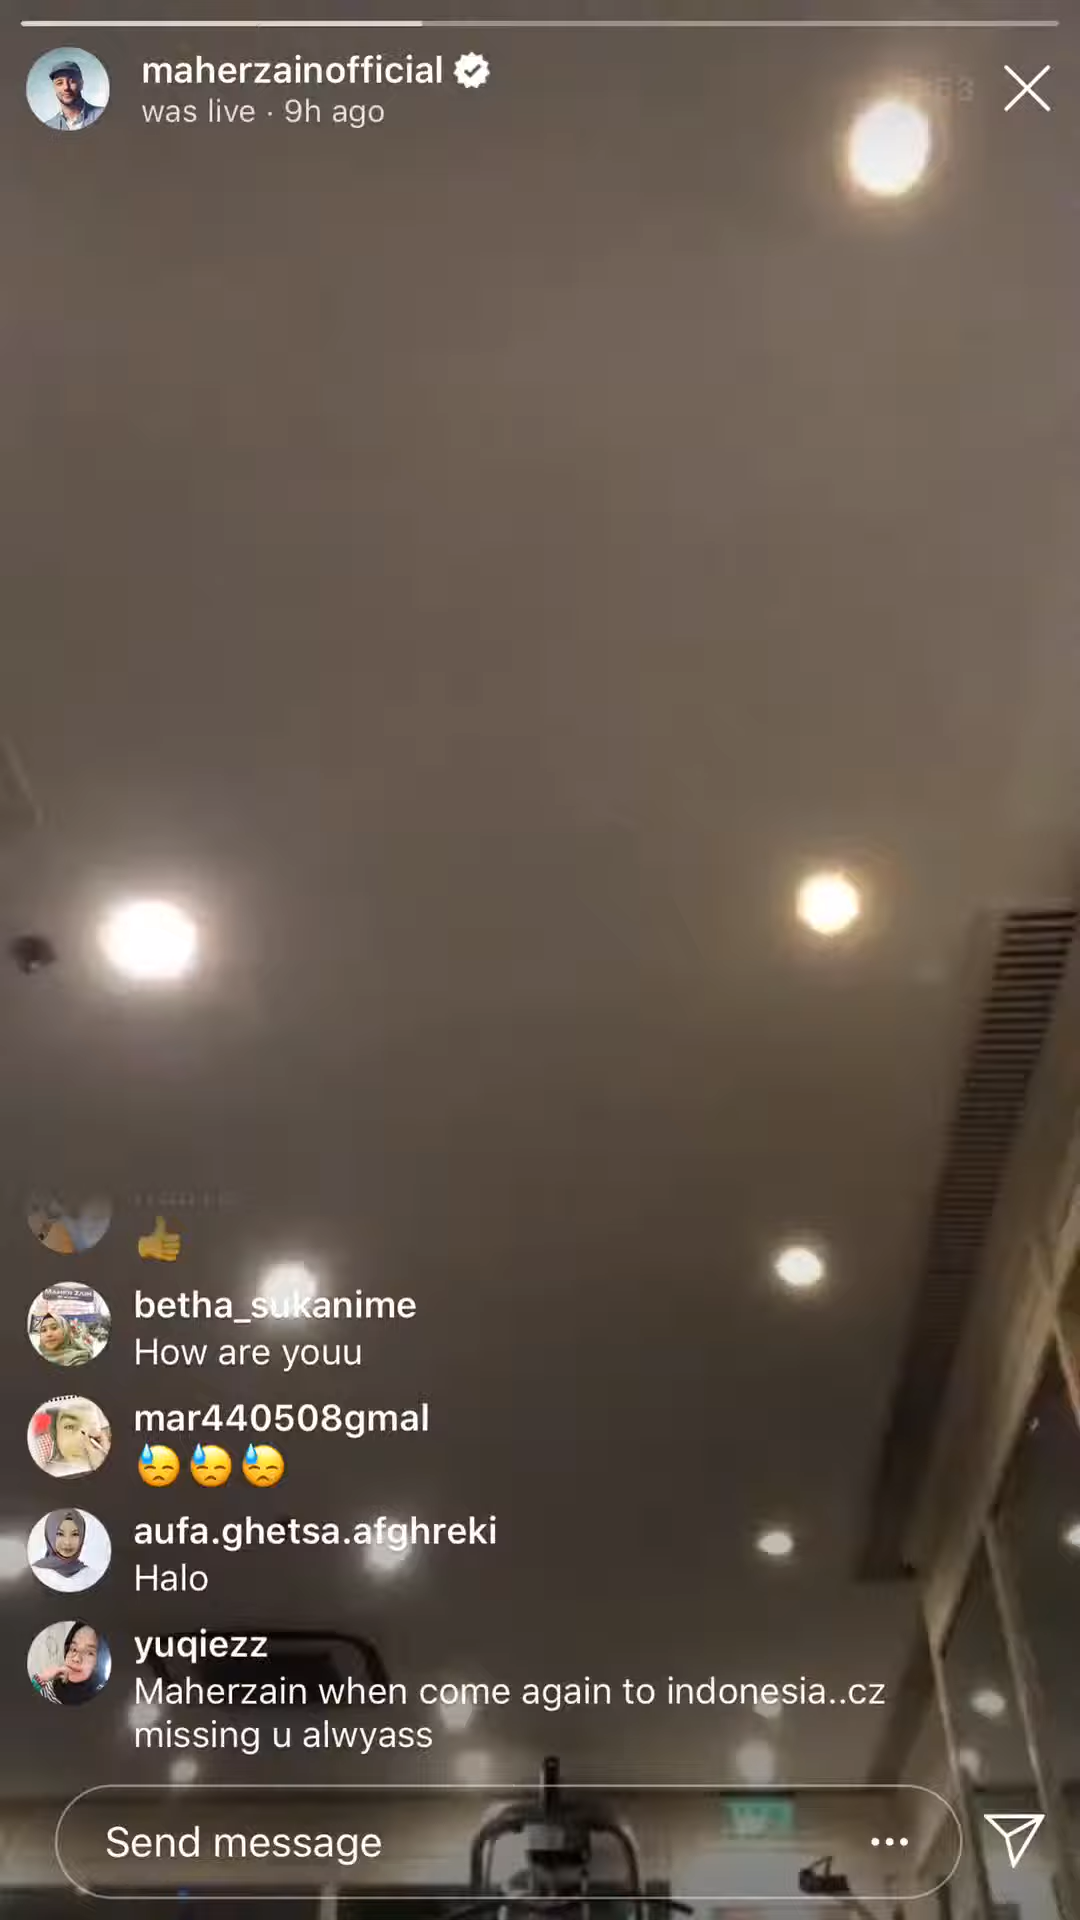 maherzainofficial
was live · 9h ago
👍
betha_sukanime
How are youu
mar440508gmal
😓😓😓
aufa.ghetsa.afghreki
Halo
yuqiezz
Maherzain when come again to indonesia..cz
missing u alwyass
Send message